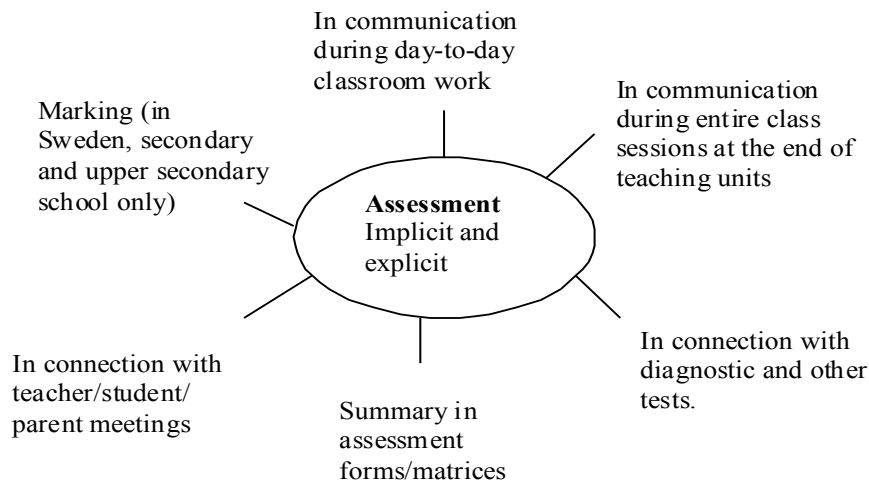 In communication
during day-to-day
classroom work
In communication
during entire class
sessions at the end of
teaching units
Marking (in
Sweden, secondary
and upper secondary
school only)
Assessment
Implicit and
explicit
In connection with
diagnostic and other
tests.
In connection with
teacher/student/
parent meetings
Summary in
assessment
forms/matrices